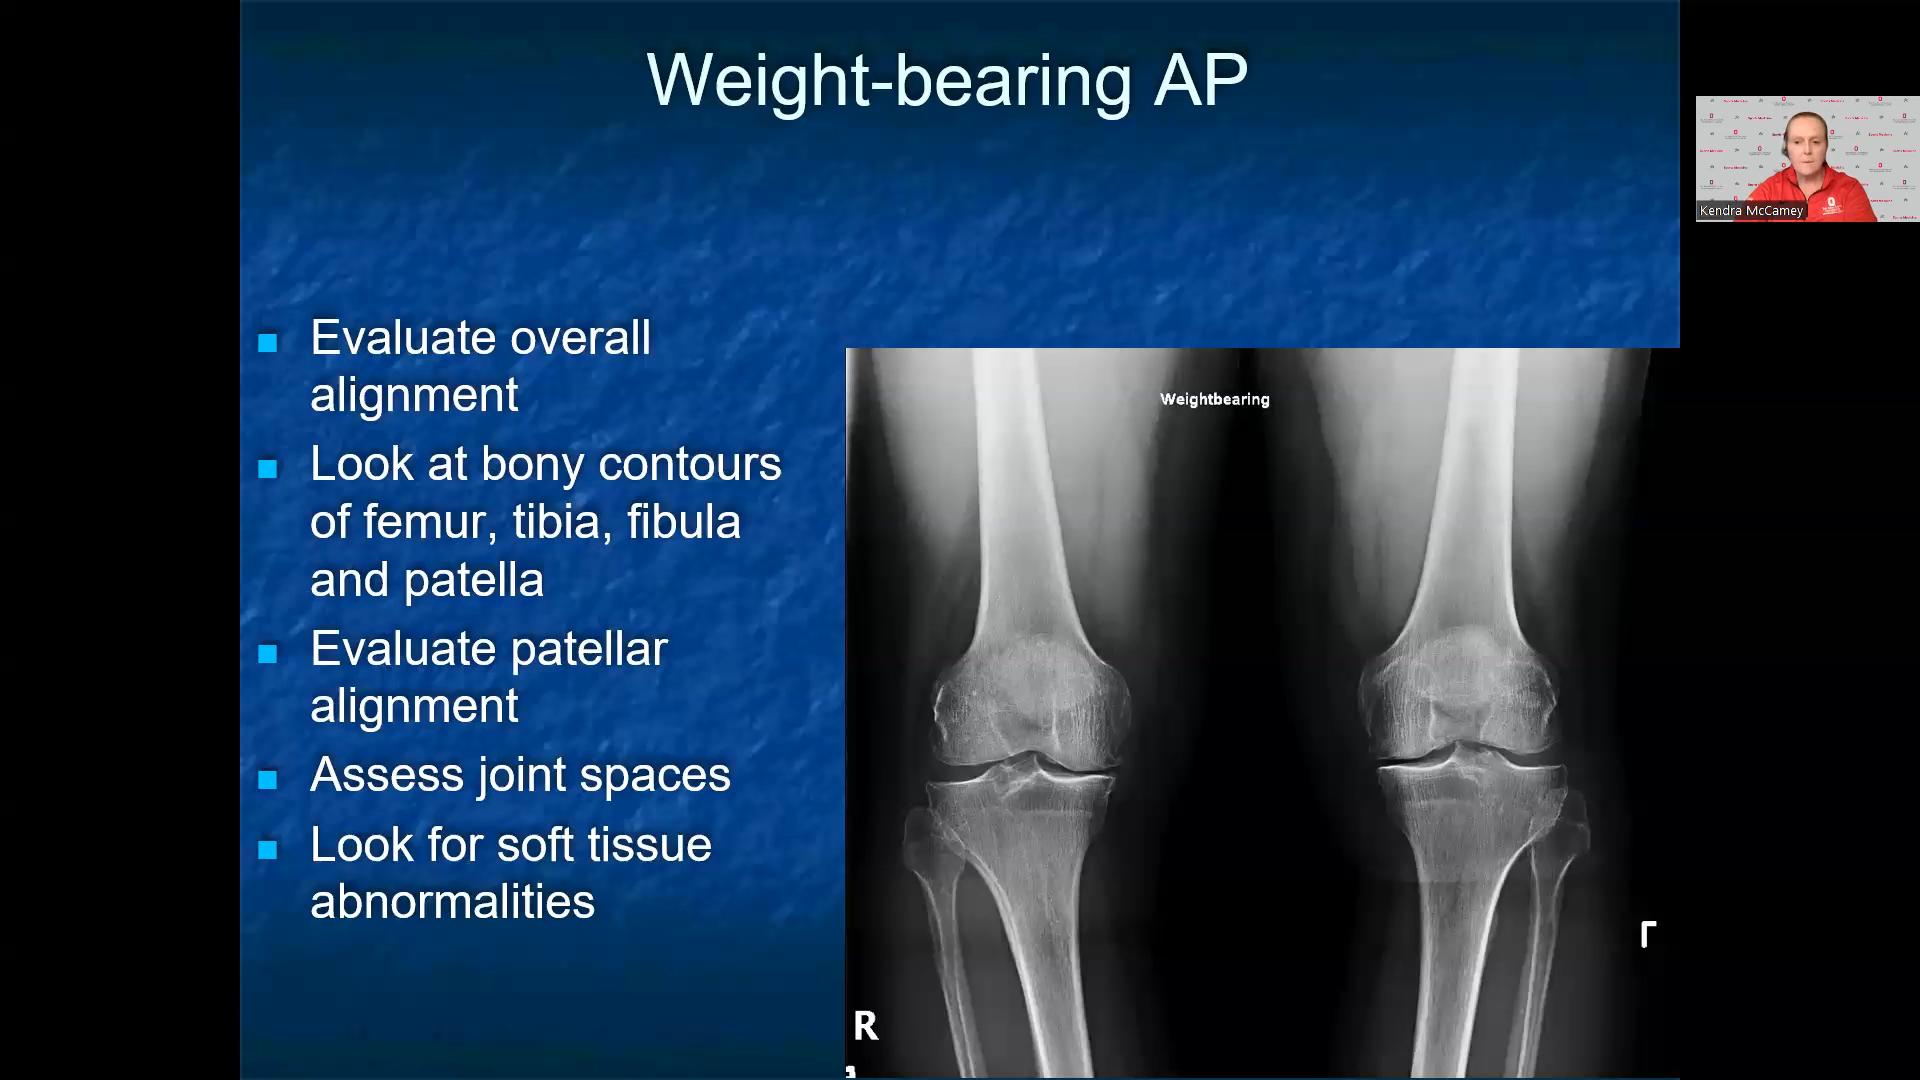 Weight-bearing AP
Evaluate overall
alignment
Look at bony contours
of femur, tibia, fibula
and patella
Evaluate patellar
alignment
Assess joint spaces
Look for soft tissue
abnormalities
Weightbearing
R
Kendra McCamey